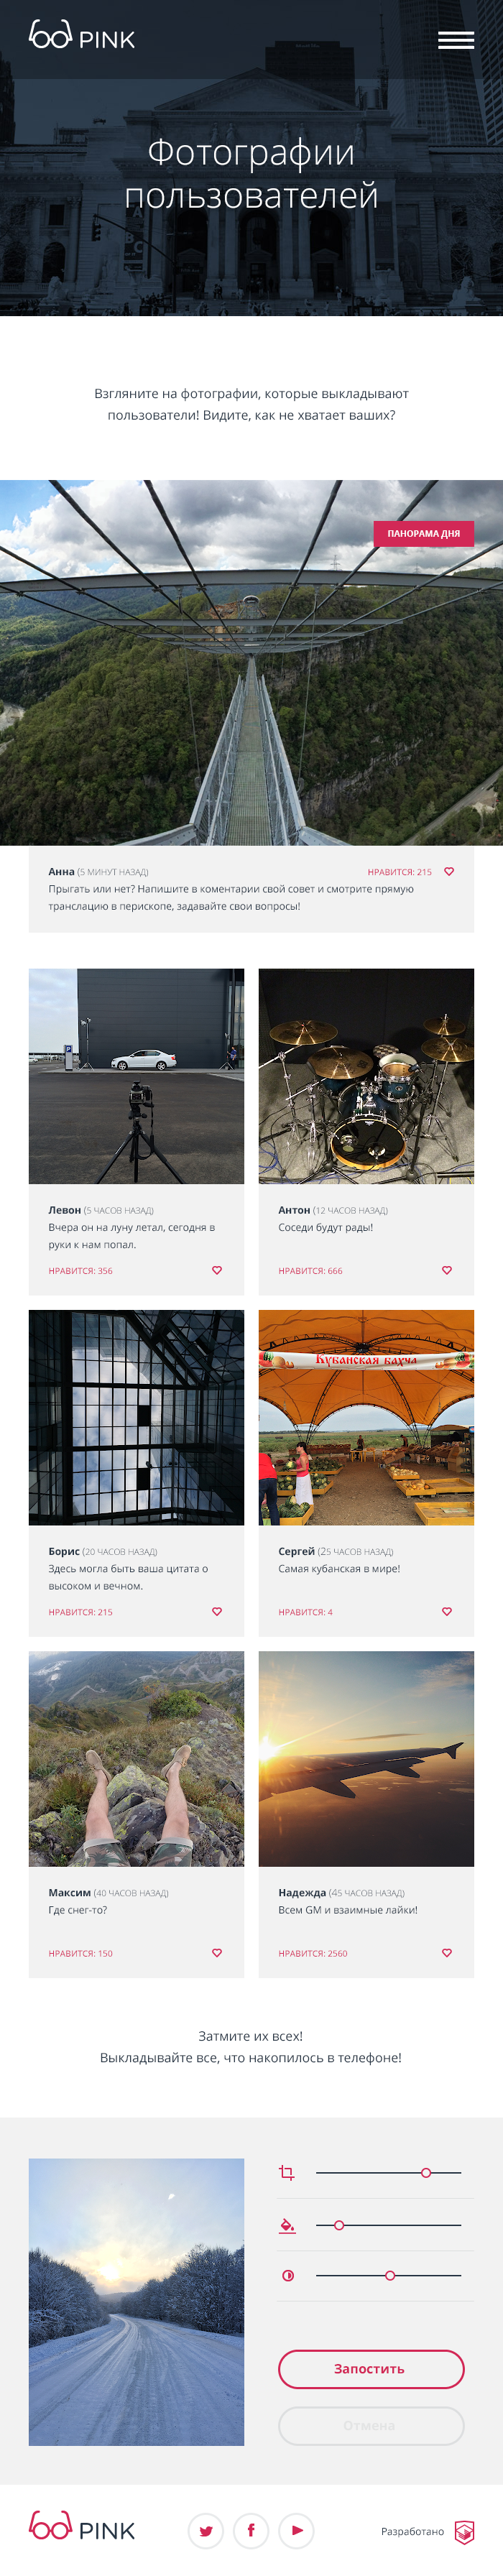 PINK
Фотографии
пользователей
A
B
C
Взгляните на фотографии, которые выкладывают
пользователи! Видите, как не хватает ваших?
ПАНОРАМА ДНЯ
Анна (5 МИНУТ НАЗАД)
НРАВИТСЯ: 215
Прыгать или нет? Напишите в коментарии свой совет и смотрите прямую
трансляцию в перископе, задавайте свои вопросы!
Левон (5 ЧАСОВ НАЗАД)
Вчера он на луну летал, сегодня в
руки к нам попал.
НРАВИТСЯ: 356
Антон (12 ЧАСОВ НАЗАД)
Соседи будут рады!
НРАВИТСЯ: 666
Кубанская бахча
Борис (20 ЧАСОВ НАЗАД)
Здесь могла быть ваша цитата о
высоком и вечном.
НРАВИТСЯ: 215
Сергей (25 ЧАСОВ НАЗАД)
Самая кубанская в мире!
НРАВИТСЯ: 4
Максим (40 ЧАСОВ НАЗАД)
Где снег-то?
НРАВИТСЯ: 150
Надежда (45 ЧАСОВ НАЗАД)
Всем GM и взаимные лайки!
НРАВИТСЯ: 2560
Затмите их всех!
Выкладывайте все, что накопилось в телефоне!
Запостить
Отмена
PINK
Разработано